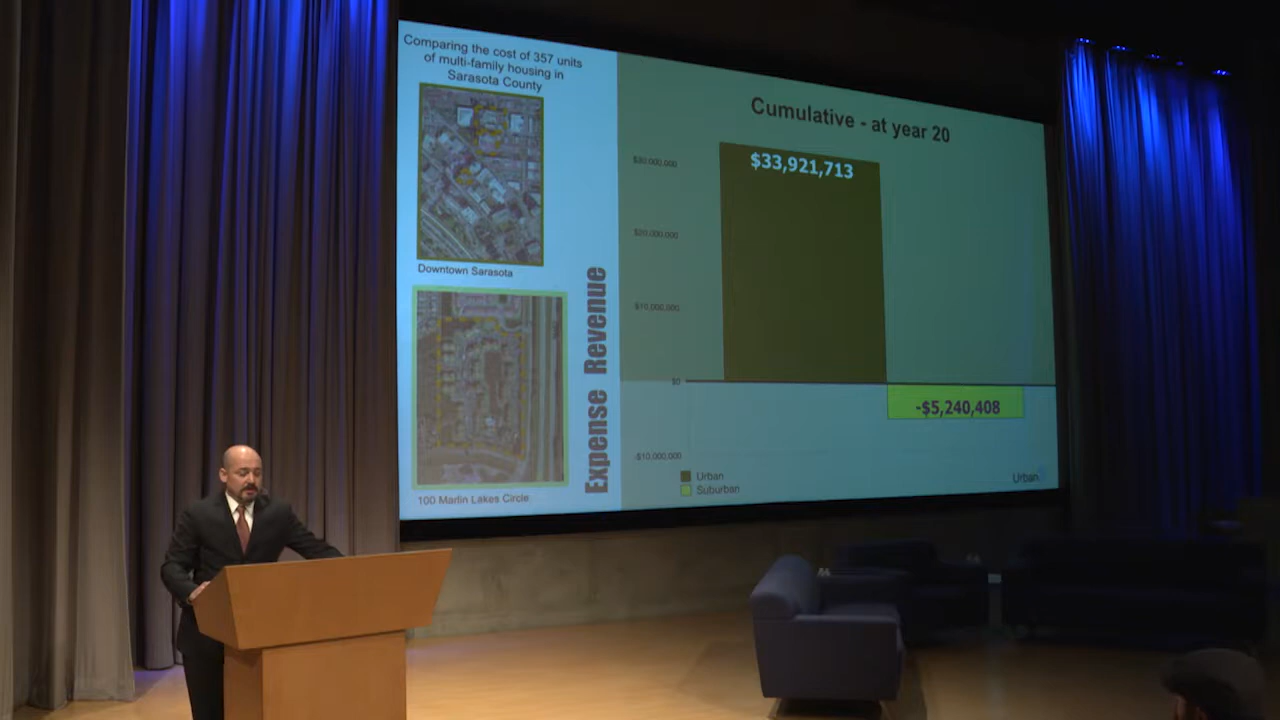 Comparing the cost of 357 units
of multi-family housing in
Sarasota County
Downtown Sarasota
100 Marlin Lakes Circle
Expense Revenue
Cumulative - at year 20
$30,000,000
$20,000,000
$10,000,000
$0
-$10,000,000
$33,921,713
-$5,240,408
Urban
Suburban
Urban3